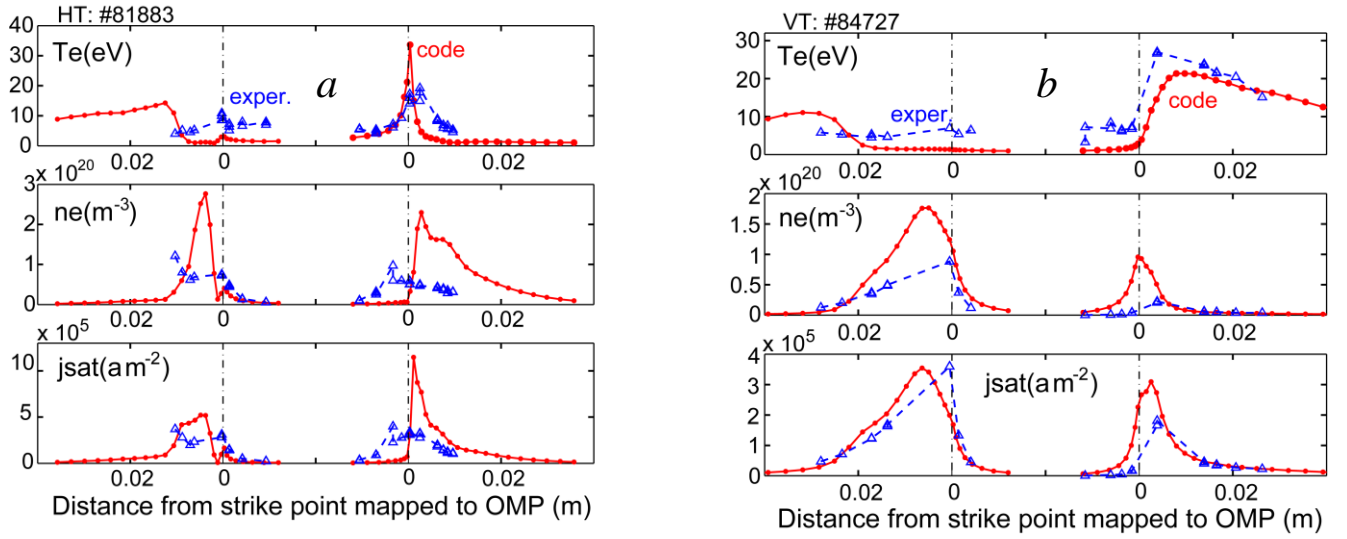 HT: #81883
40
Te(eV)
code
30
20
exper.
a
10
0
0.02
0
0
0.02
x 10^20
3
ne(m^-3)
2
1
0
0.02
0
0
0.02
x 10^5
10
jsat(am^-2)
5
0
0.02
0
0
0.02
Distance from strike point mapped to OMP (m)
VT: #84727
30
Te(eV)
20
b
code
10
exper
0
0.02
0
0
0.02
x 10^20
2
ne(m^-3)
1.5
1
0.5
0
0.02
0
0
0.02
x 10^5
4
3
jsat(am^-2)
2
1
0
0.02
0
0
0.02
Distance from strike point mapped to OMP (m)